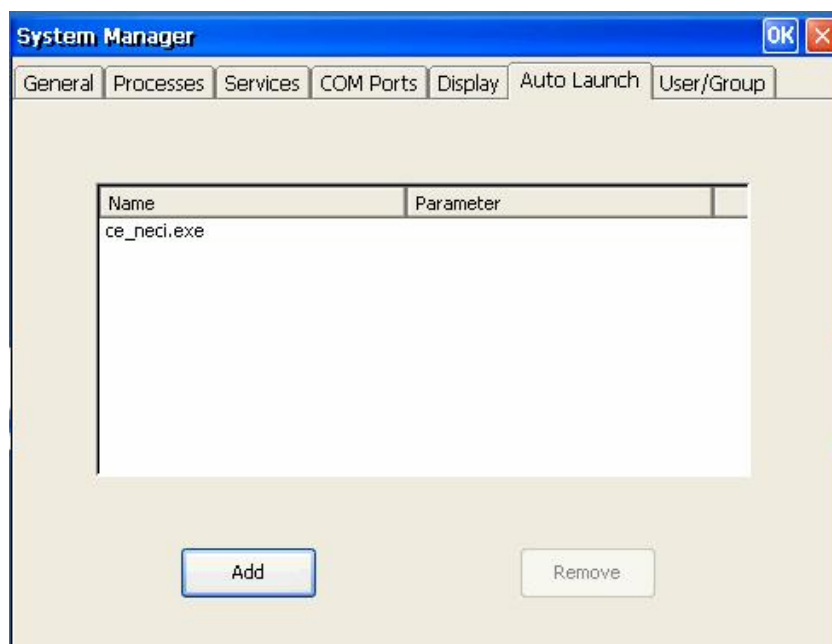 System Manager OK
General Processes Services COM Ports Display Auto Launch User/Group
Name Parameter
ce_neci.exe
Add Remove